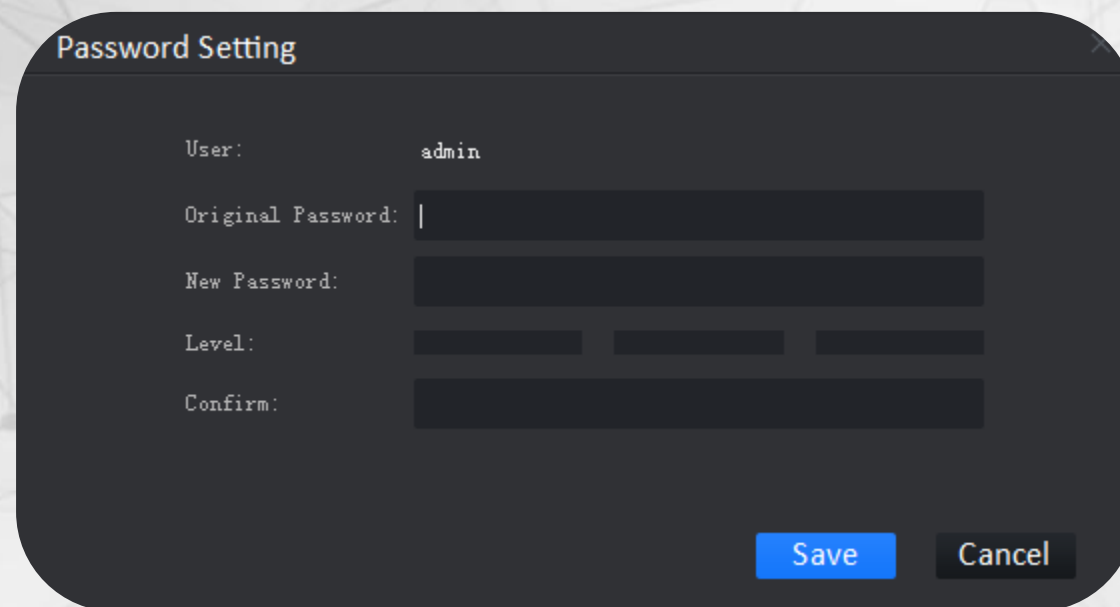 Password Setting
User: admin
Original Password:
New Password:
Level:
Confirm:
Save Cancel